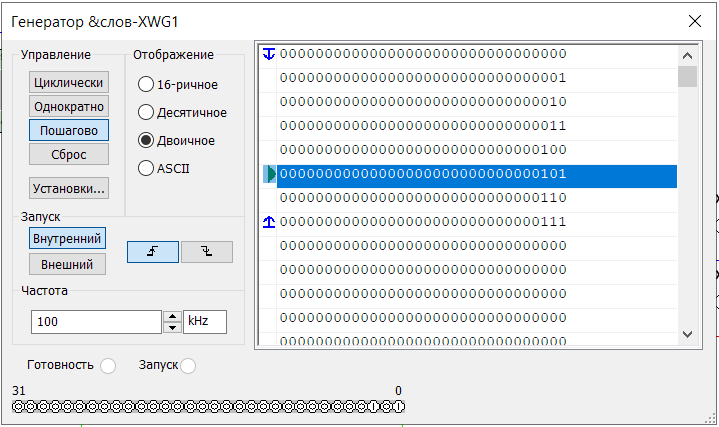 Генератор &слов-XWG1
Управление
Циклически
Однократно
Пошагово
Сброс
Установки...
Отображение
16-ричное
Десятичное
Двоичное
ASCII
Запуск
Внутренний
Внешний
Частота
100
kHz
00000000000000000000000000000000
00000000000000000000000000000001
00000000000000000000000000000010
00000000000000000000000000000011
00000000000000000000000000000100
00000000000000000000000000000101
00000000000000000000000000000110
00000000000000000000000000000111
00000000000000000000000000000000
00000000000000000000000000000000
00000000000000000000000000000000
00000000000000000000000000000000
00000000000000000000000000000000
Готовность
Запуск
31
0